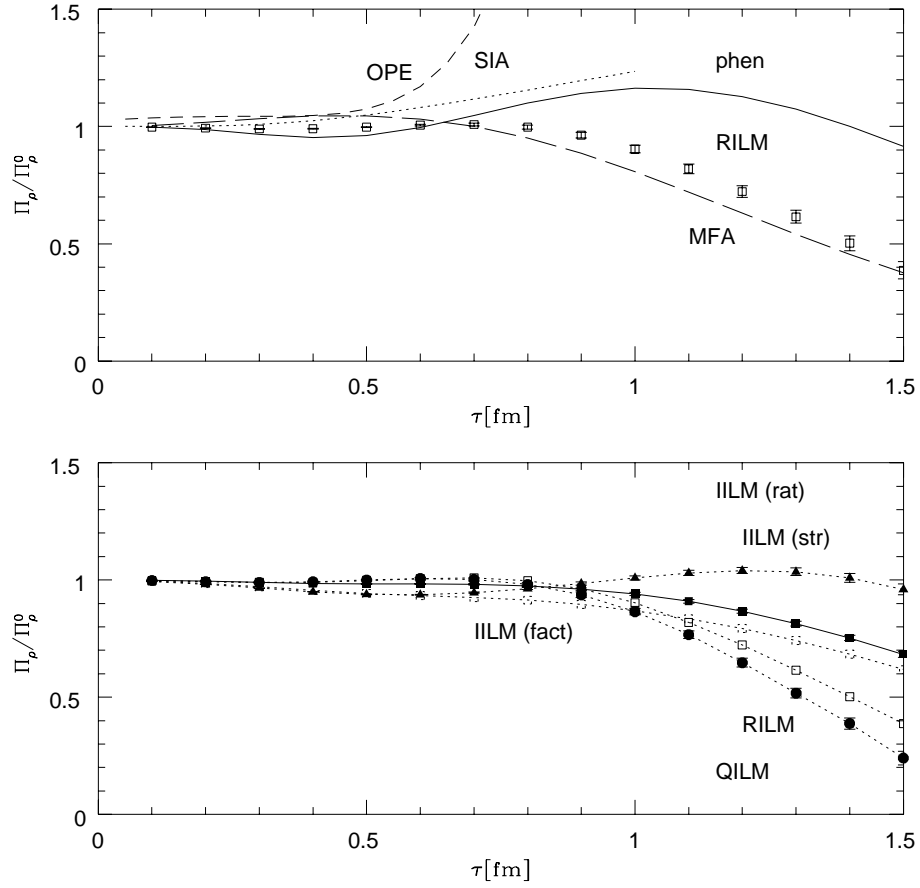 1.5
OPE
SIA
phen
1
RILM
MFA
0.5
0
Π_ρ/Π_ρ^0
0
0.5
1
1.5
τ[fm]
1.5
IILM (rat)
IILM (str)
1
IILM (fact)
0.5
RILM
QILM
0
Π_ρ/Π_ρ^0
0
0.5
1
1.5
τ[fm]